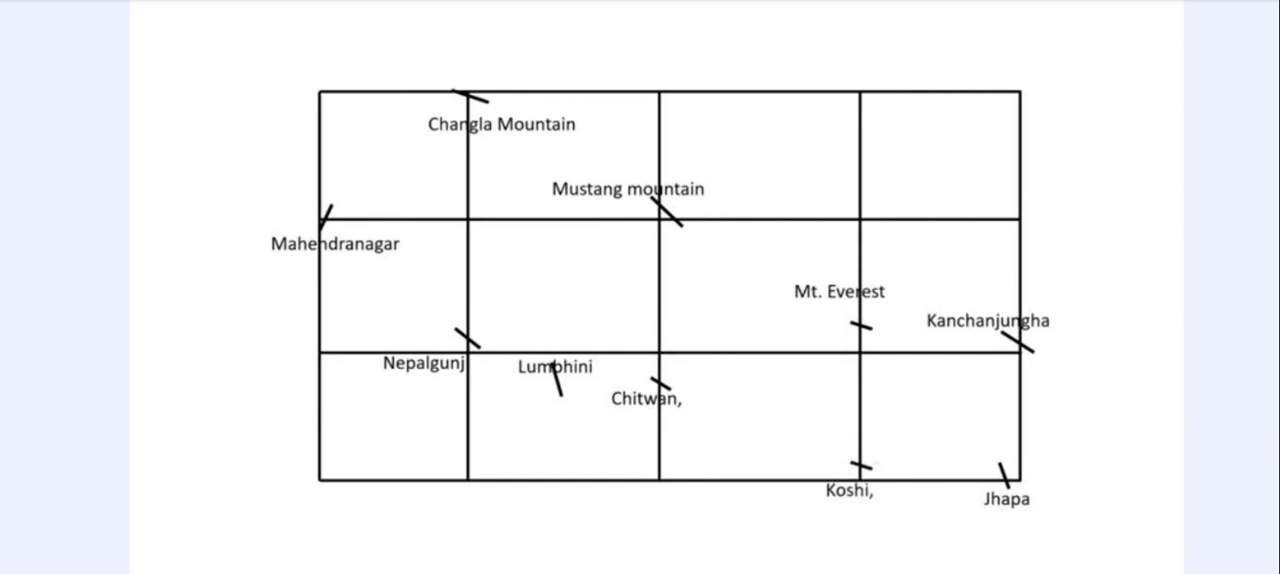 Changla Mountain
Mustang mountain
Mahendranagar
Mt. Everest
Kanchanjungha
Nepalgunj
Lumbhini
Chitwan,
Koshi,
Jhapa